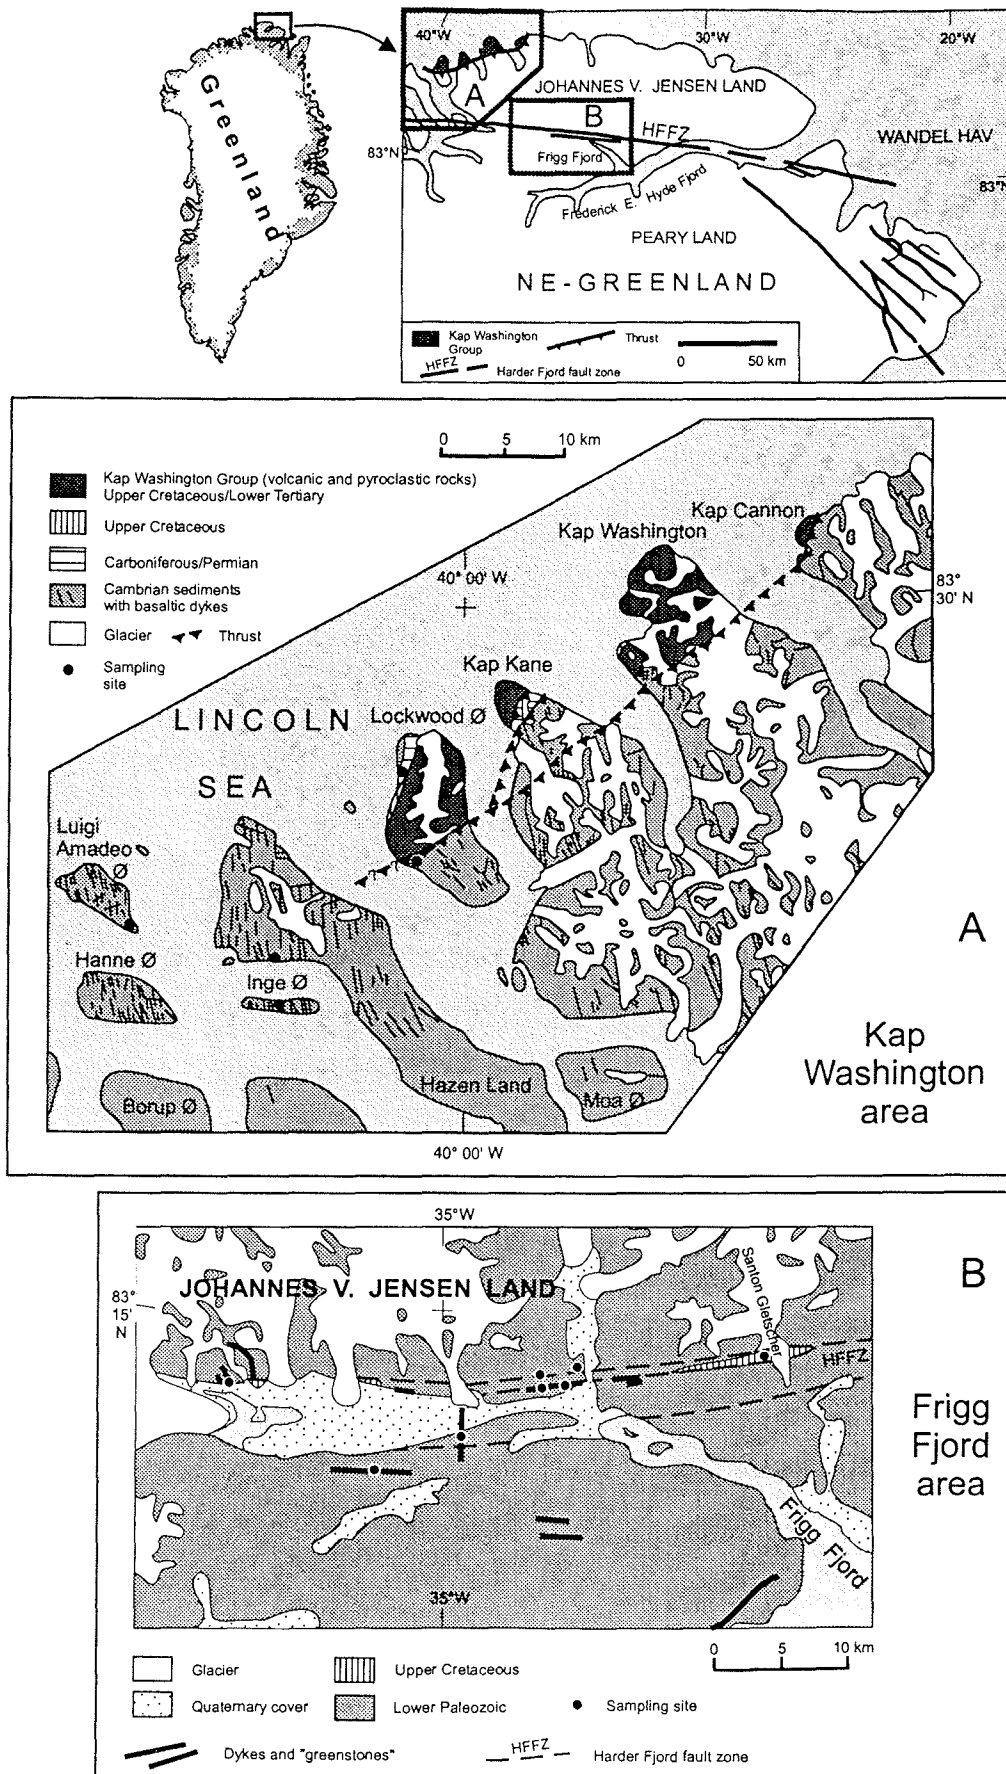 Greenland
40°W
30°W
20°W
A
JOHANNES V. JENSEN LAND
B
HFFZ
WANDEL HAV
83°N
Frigg Fjord
83°N
Frederick E. Hyde Fjord
PEARY LAND
NE-GREENLAND
Kap Washington
Group
Thrust
0 50 km
HFFZ
Harder Fjord fault zone
0 5 10 km
Kap Washington Group (volcanic and pyroclastic rocks)
Upper Cretaceous/Lower Tertiary
Upper Cretaceous
Carboniferous/Permian
Cambrian sediments
with basaltic dykes
Glacier
Thrust
Sampling
site
Kap Cannon
Kap Washington
40° 00' W
83°
30' N
Kap Kane
Lockwood Ø
LINCOLN
SEA
Luigi
Amadeo
Ø
Hanne Ø
Inge Ø
A
Kap
Washington
area
Hazen Land
Borup Ø
Moa Ø
40° 00' W
35°W
B
83°
15'
N
JOHANNES V. JENSEN LAND
Santon Gletscher
HFFZ
Frigg
Fjord
area
Frigg Fjord
35°W
0 5 10 km
Glacier
Upper Cretaceous
Quaternary cover
Lower Paleozoic
Sampling site
Dykes and "greenstones"
HFFZ
Harder Fjord fault zone